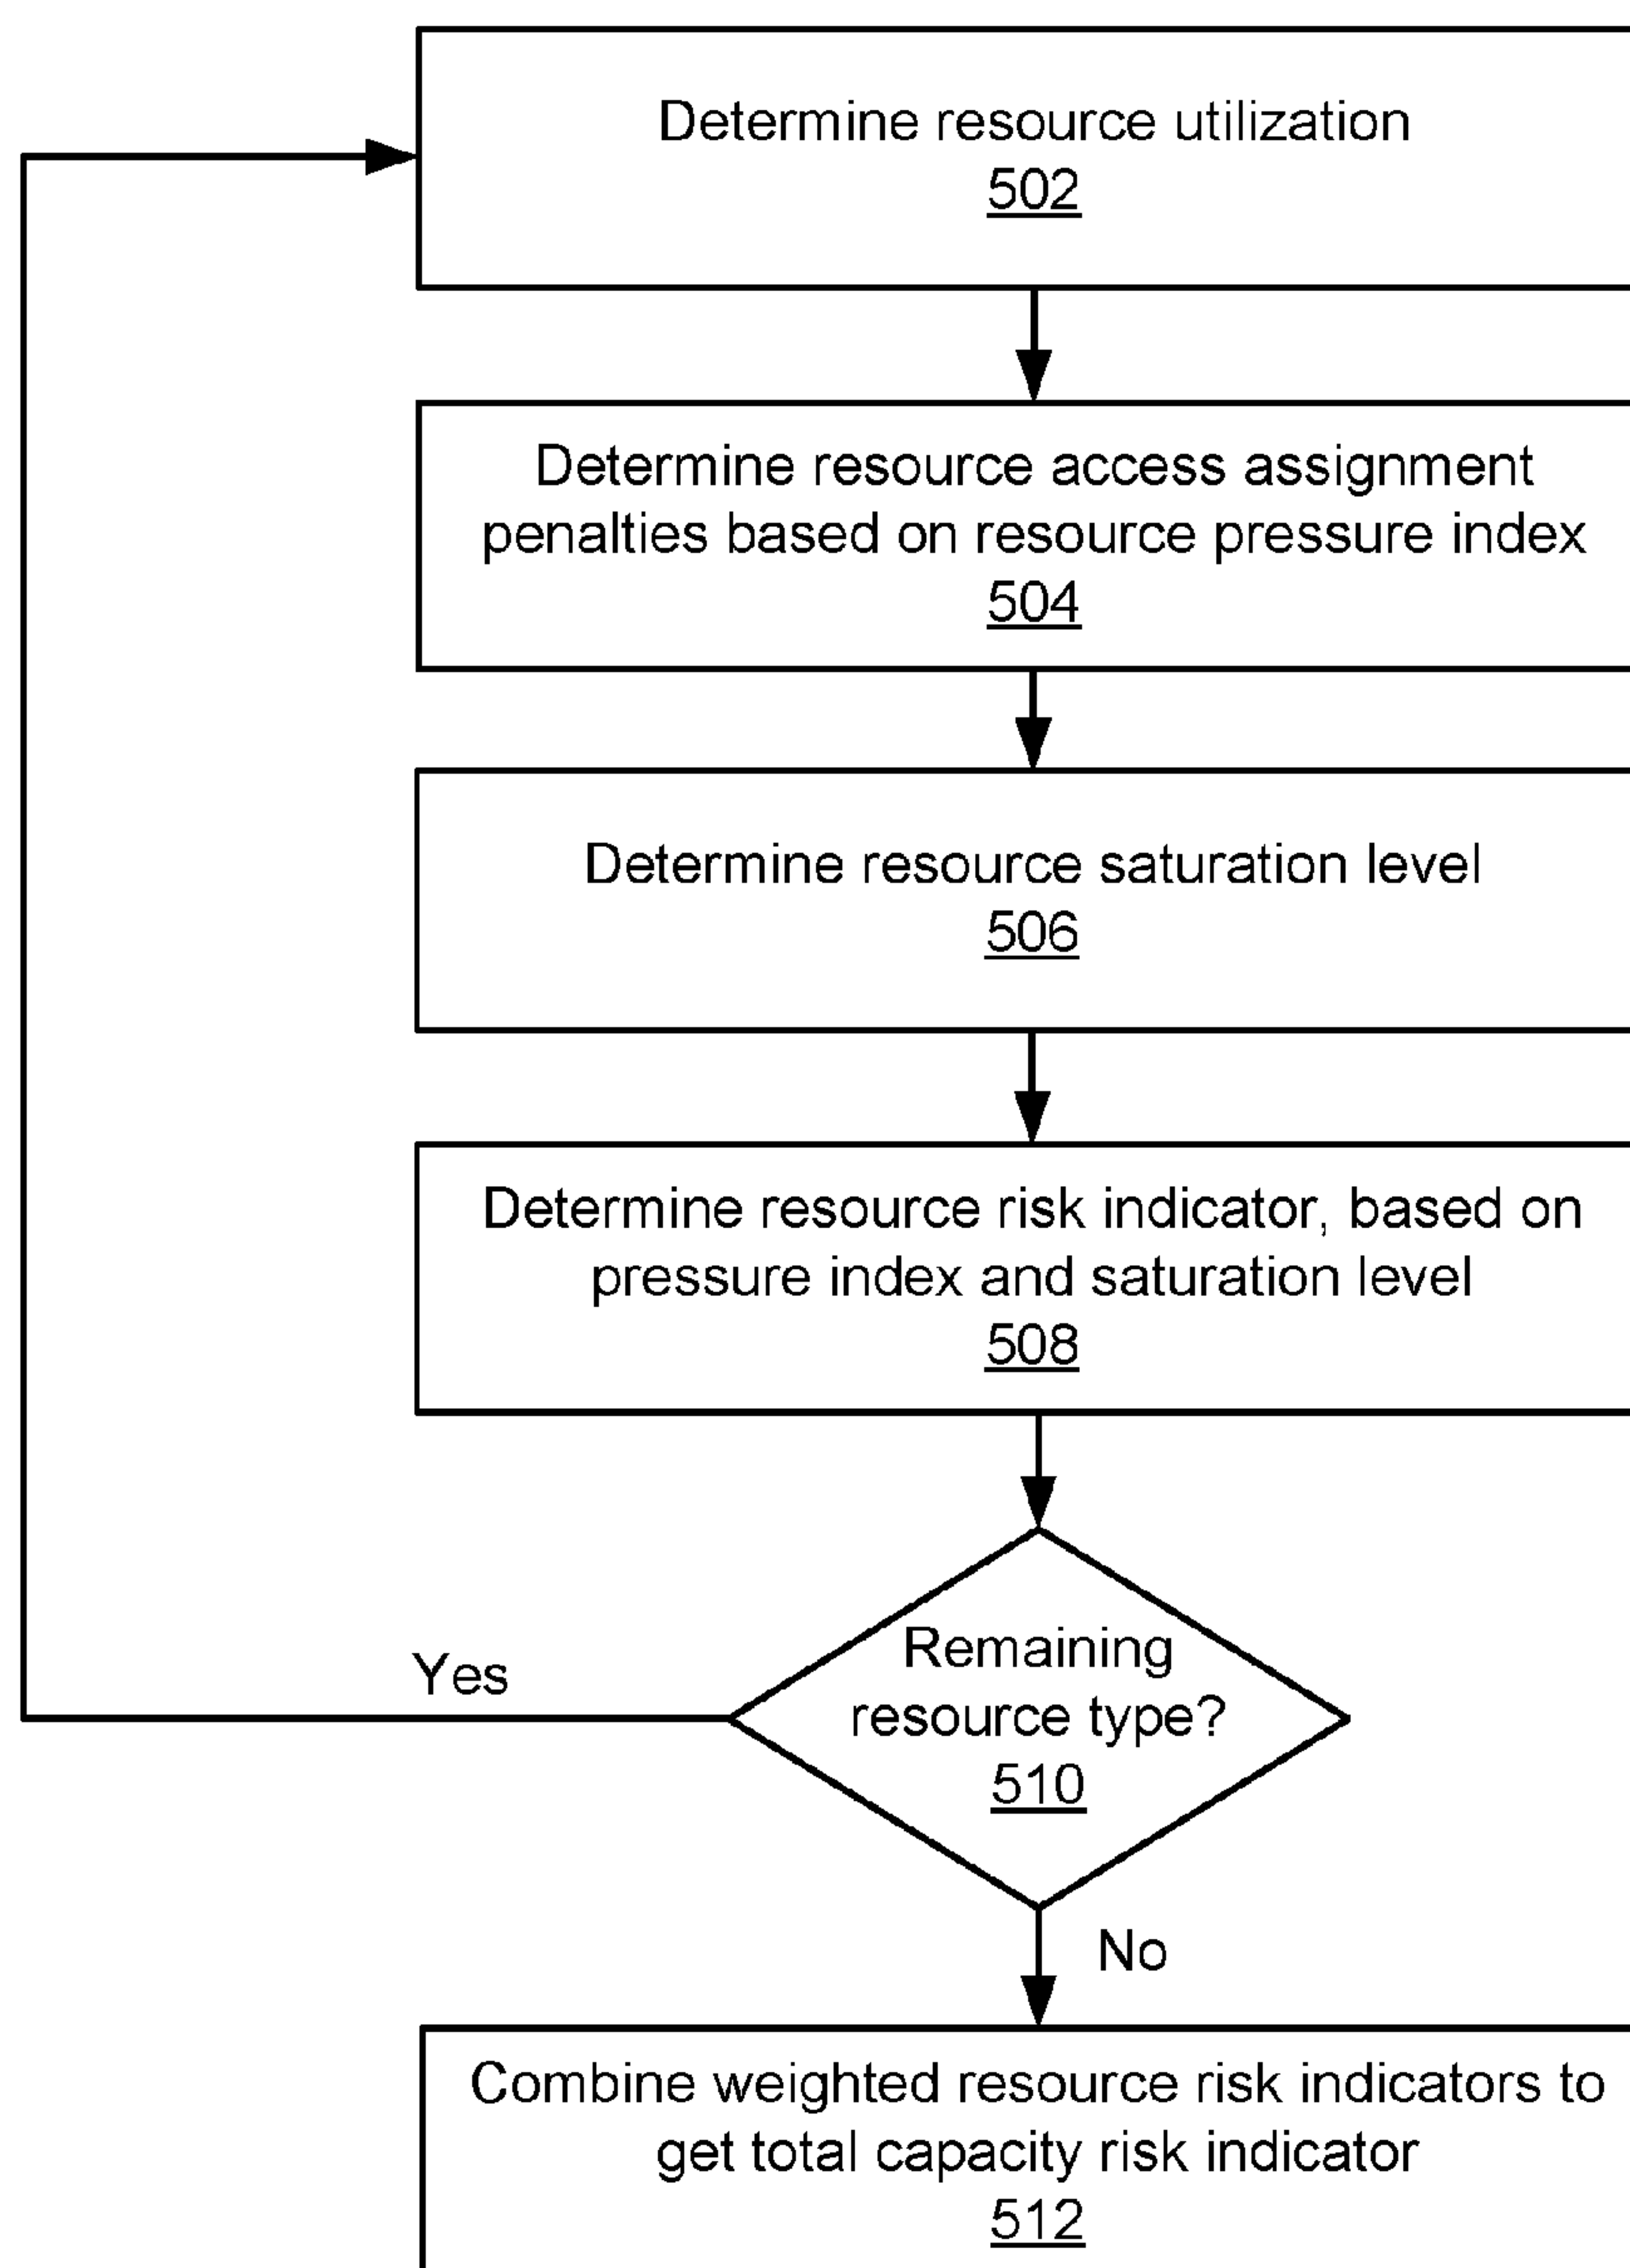 Determine resource utilization
502
Determine resource access assignment
penalties based on resource pressure index
504
Determine resource saturation level
506
Determine resource risk indicator, based on
pressure index and saturation level
508
Remaining
resource type?
510
Yes
No
Combine weighted resource risk indicators to
get total capacity risk indicator
512